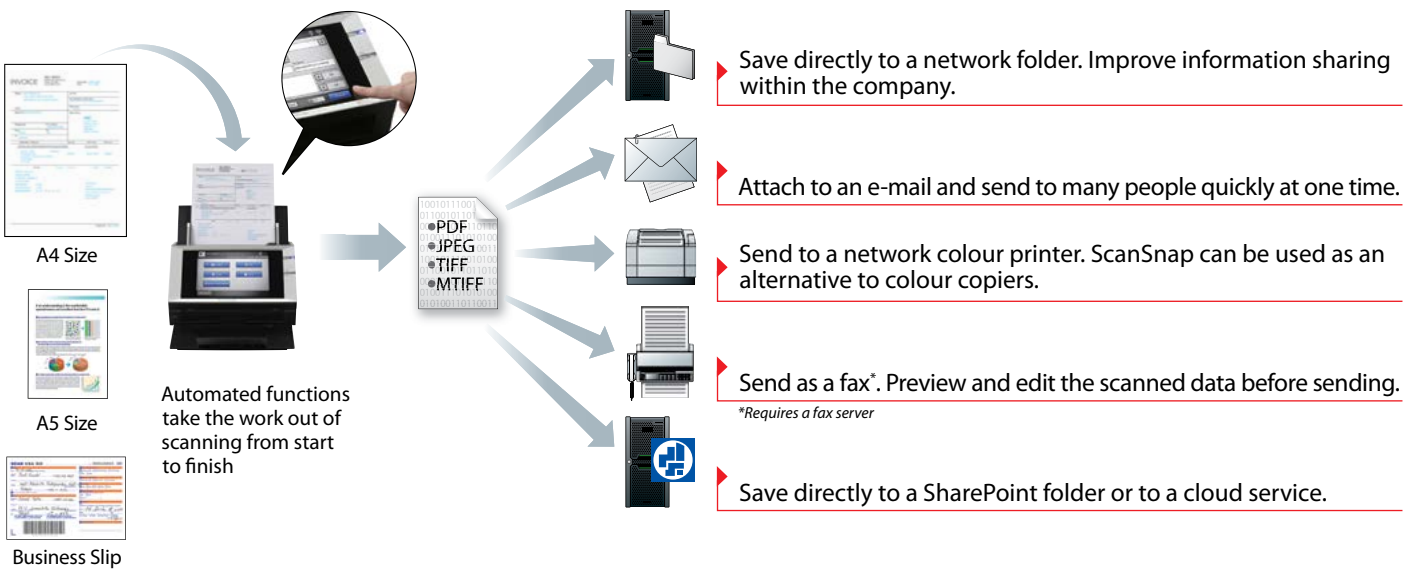 INVOICE
A4 Size
A5 Size
Business Slip
INVOICE
Automated functions
take the work out of
scanning from start
to finish
•PDF
•JPEG
•TIFF
•MTIFF
Save directly to a network folder. Improve information sharing
within the company.
Attach to an e-mail and send to many people quickly at one time.
Send to a network colour printer. ScanSnap can be used as an
alternative to colour copiers.
Send as a fax*. Preview and edit the scanned data before sending.
*Requires a fax server
Save directly to a SharePoint folder or to a cloud service.